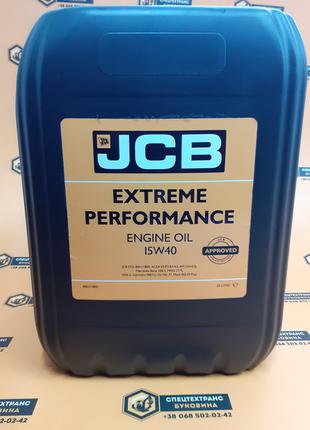 JCB
EXTREME
PERFORMANCE
ENGINE OIL
15W40
APPROVED
СПЕЦТЕХТРАНС
БУКОВИНА
+38 068 502-02-42